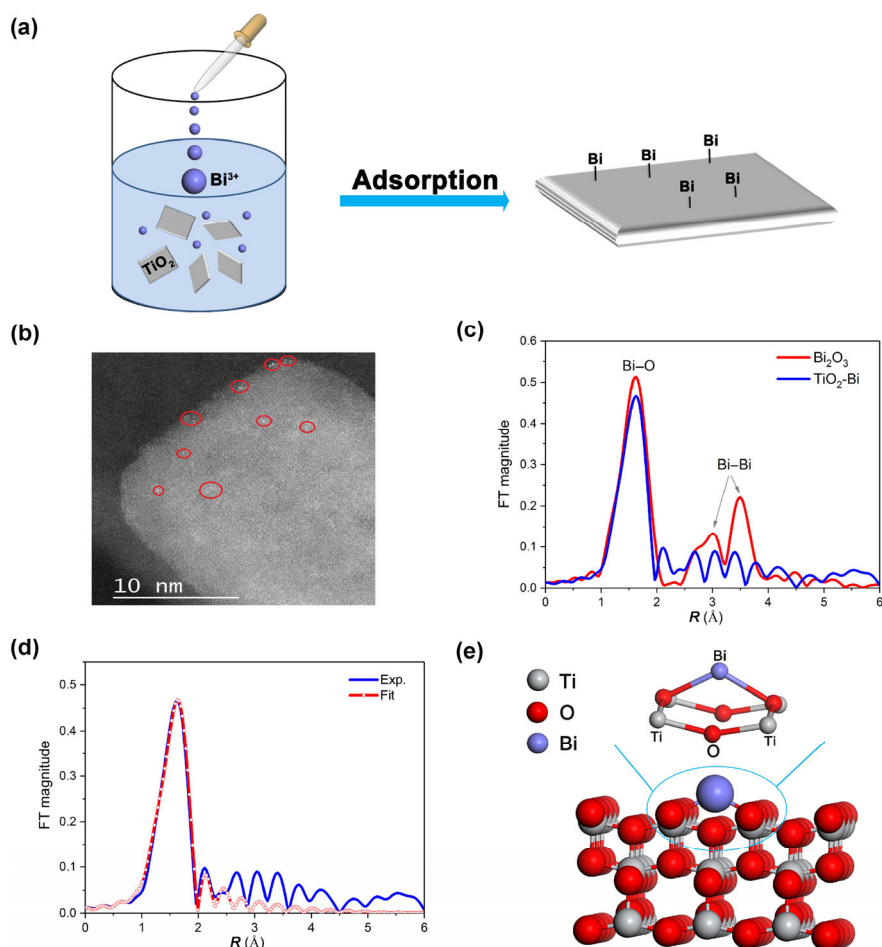 (a)
Bi³⁺
TiO₂
Adsorption
Bi
Bi
Bi
Bi
Bi
(b)
10 nm
(c)
0.6
0.5
0.4
0.3
0.2
0.1
0.0
FT magnitude
Bi–O
Bi–Bi
Bi₂O₃
TiO₂-Bi
0 1 2 3 4 5 6
R (Å)
(d)
0.5
0.4
0.3
0.2
0.1
0.0
FT magnitude
Exp.
Fit
0 1 2 3 4 5 6
R (Å)
(e)
Ti
O
Bi
Bi
Ti
O
Ti